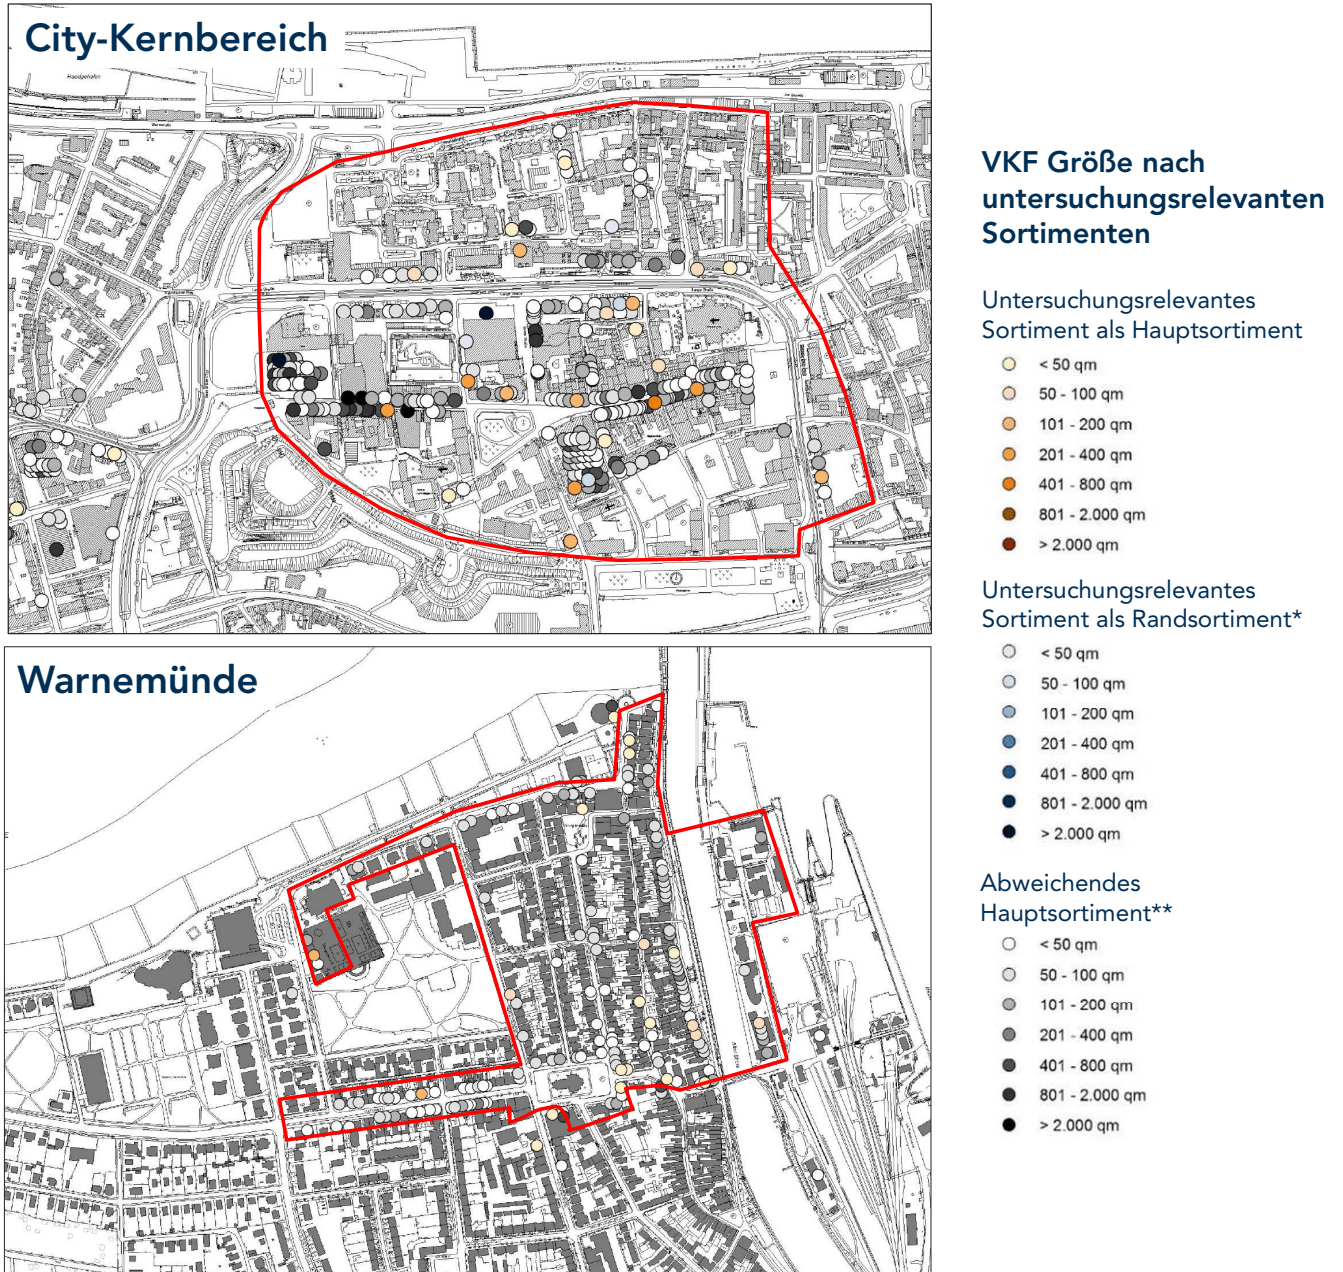 City-Kernbereich
Warnemünde
VKF Größe nach
untersuchungsrelevanten
Sortimenten
Untersuchungsrelevantes
Sortiment als Hauptsortiment
< 50 qm
50 - 100 qm
101 - 200 qm
201 - 400 qm
401 - 800 qm
801 - 2.000 qm
> 2.000 qm
Untersuchungsrelevantes
Sortiment als Randsortiment*
< 50 qm
50 - 100 qm
101 - 200 qm
201 - 400 qm
401 - 800 qm
801 - 2.000 qm
> 2.000 qm
Abweichendes
Hauptsortiment**
< 50 qm
50 - 100 qm
101 - 200 qm
201 - 400 qm
401 - 800 qm
801 - 2.000 qm
> 2.000 qm